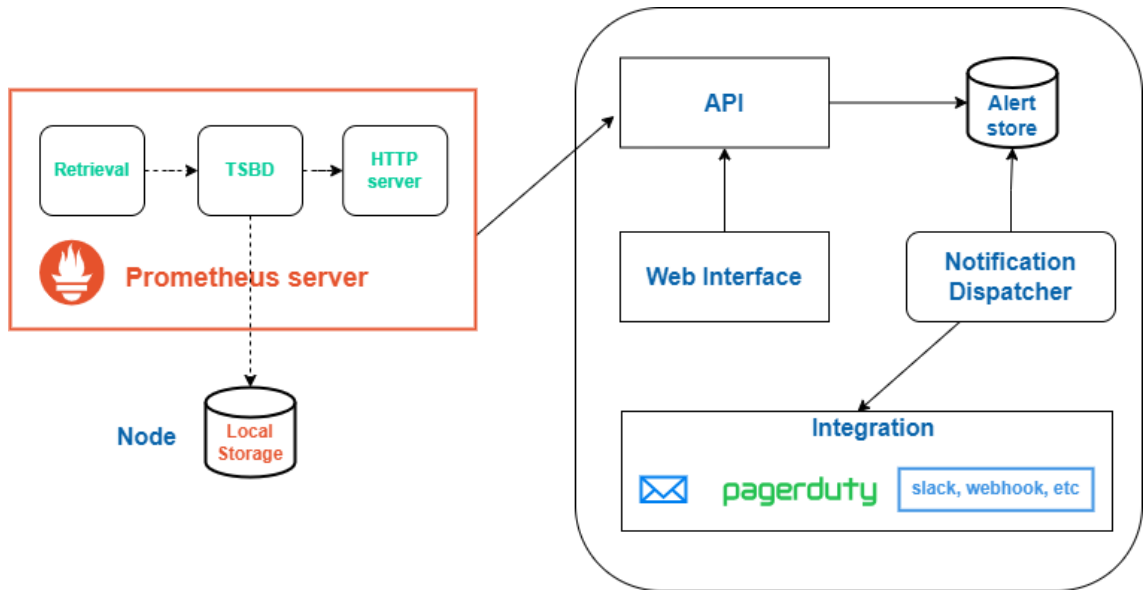 Retrieval
TSBD
HTTP
server
Prometheus server
Node
Local
Storage
API
Alert
store
Web Interface
Notification
Dispatcher
Integration
pagerduty
slack, webhook, etc